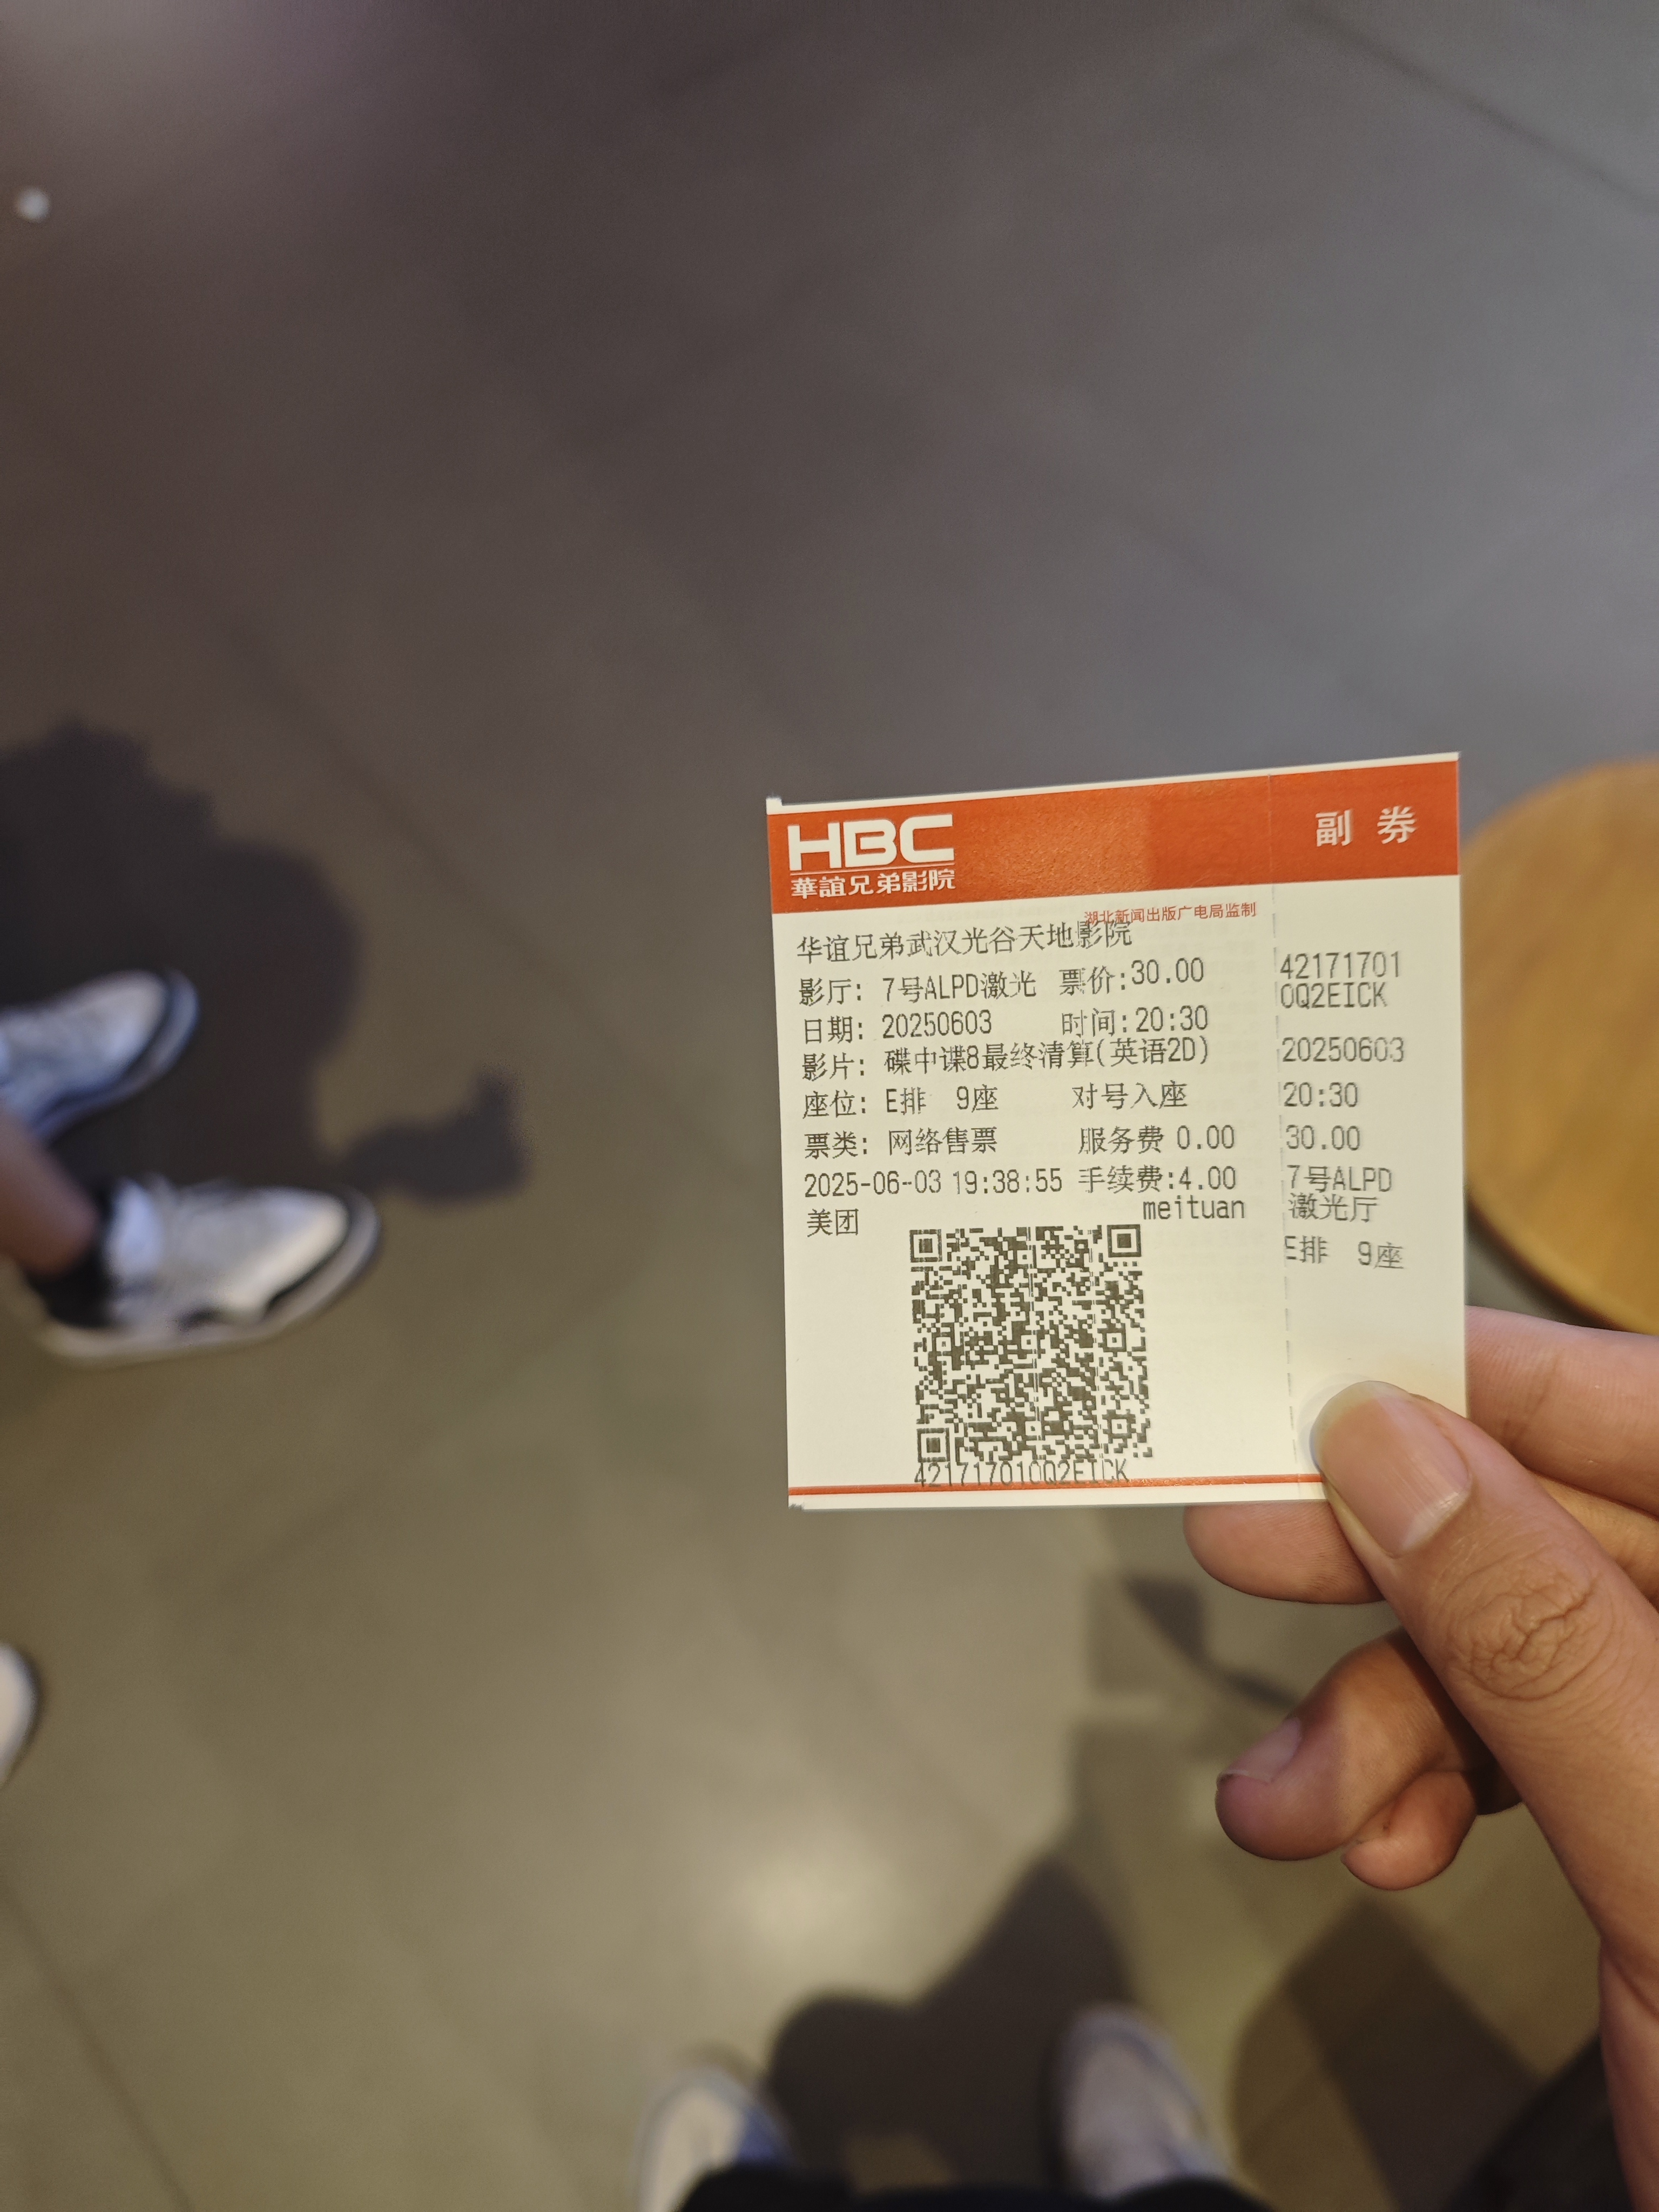 HBC
華誼兄弟影院
副 券
湖北新闻出版广电局监制
华谊兄弟武汉光谷天地影院
影厅: 7号ALPD激光 票价:30.00
日期: 20250603 时间:20:30
影片: 碟中谍8最终清算(英语2D)
座位: E排 9座 对号入座
票类: 网络售票 服务费 0.00
2025-06-03 19:38:55 手续费:4.00
美团 meituan
421717010Q2EICK
42171701
0Q2EICK
20250603
20:30
30.00
7号ALPD
激光厅
E排 9座